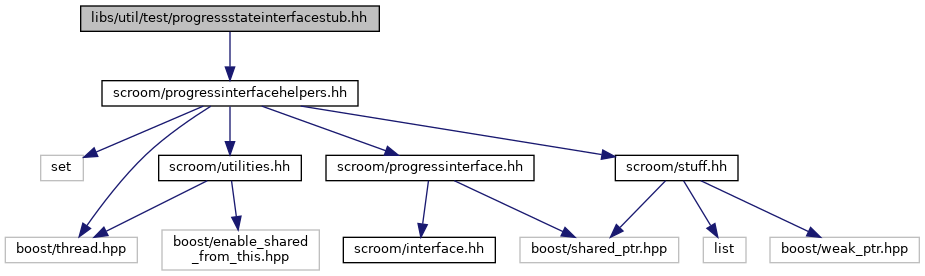 libs/util/test/progressstateinterfacestub.hh
scroom/progressinterfacehelpers.hh
set
scroom/utilities.hh
scroom/progressinterface.hh
scroom/stuff.hh
boost/thread.hpp
boost/enable_shared
_from_this.hpp
scroom/interface.hh
boost/shared_ptr.hpp
list
boost/weak_ptr.hpp